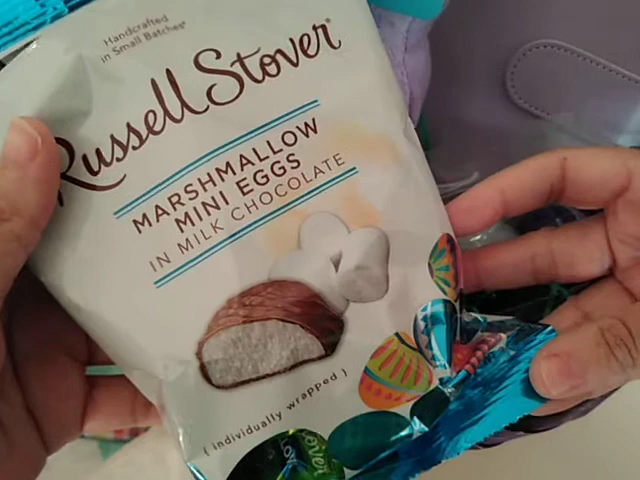 Handcrafted
in Small Batches®
Russell Stover®
MARSHMALLOW
MINI EGGS
IN MILK CHOCOLATE
( individually wrapped )